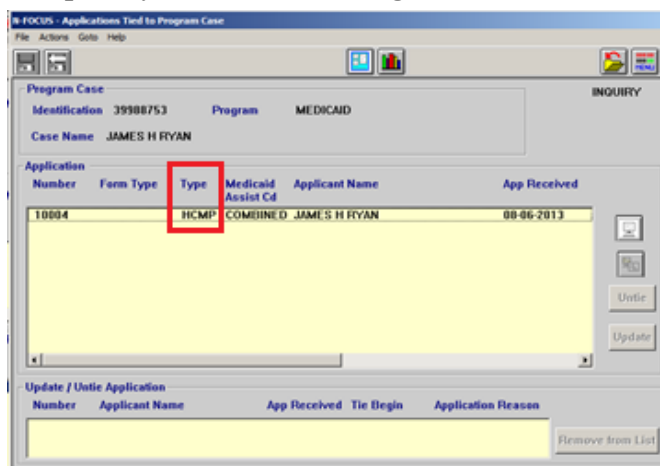 N-FOCUS - Applications Tied to Program Case
File Actions Goto Help
MENU
Program Case
INQUIRY
Identification 39988753 Program MEDICAID
Case Name JAMES H RYAN
Application
Number Form Type Type Medicaid Assist Cd Applicant Name App Received
10004 HCMP COMBINED JAMES H RYAN 08-06-2013
Untie
Update
Update / Untie Application
Number Applicant Name App Received Tie Begin Application Reason
Remove from List